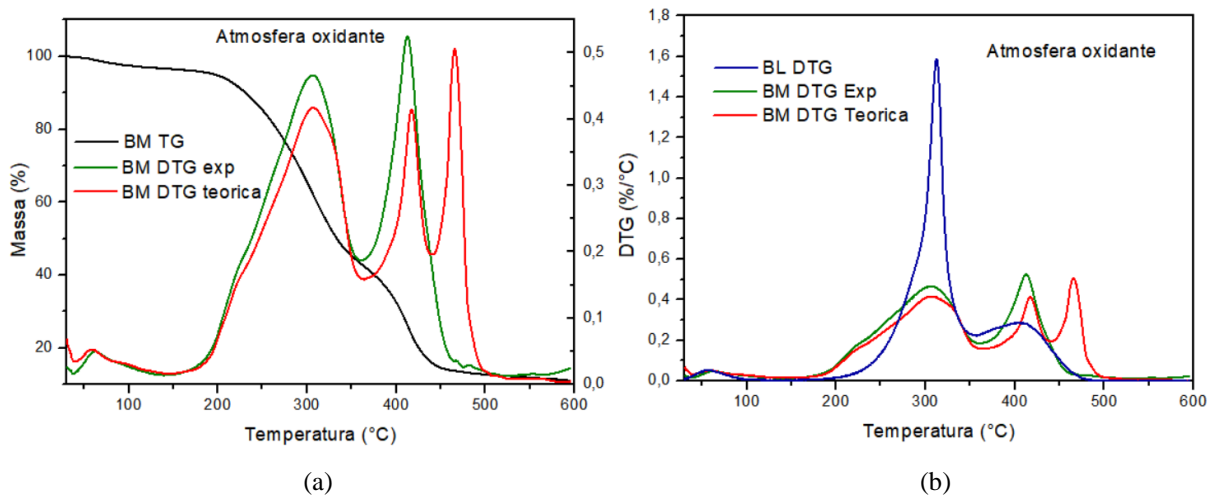 Atmosfera oxidante
BM TG
BM DTG exp
BM DTG teorica
Massa (%)
100
80
60
40
20
0,5
0,4
0,3
0,2
0,1
0,0
100 200 300 400 500 600
Temperatura (°C)
(a)
Atmosfera oxidante
BL DTG
BM DTG Exp
BM DTG Teorica
DTG (%/°C)
1,8
1,6
1,4
1,2
1,0
0,8
0,6
0,4
0,2
0,0
100 200 300 400 500 600
Temperatura (°C)
(b)